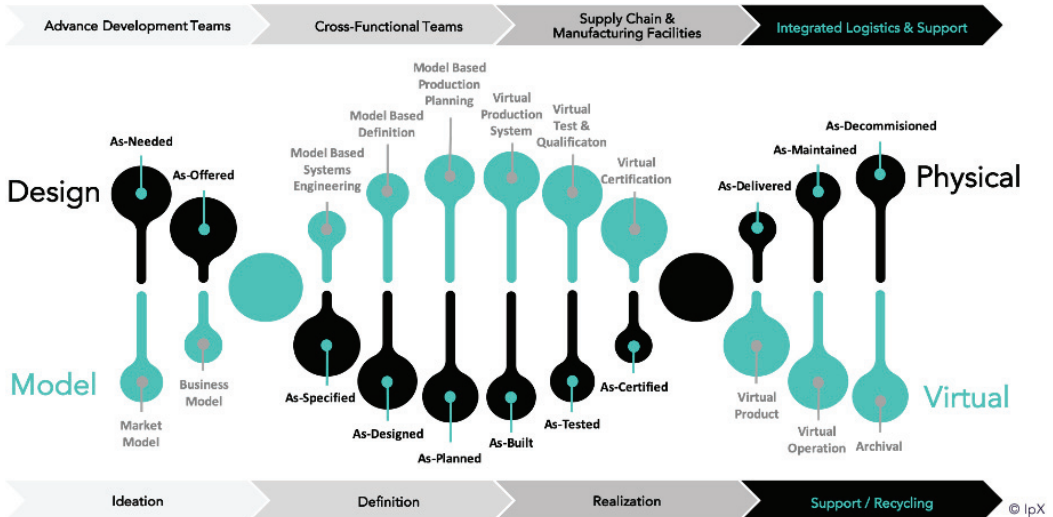 Advance Development Teams
Cross-Functional Teams
Supply Chain &
Manufacturing Facilities
Integrated Logistics & Support
Design
Model
Physical
Virtual
As-Needed
As-Offered
Model Based
Systems
Engineering
Model Based
Definition
Model Based
Production
Planning
Virtual
Production
System
Virtual
Test &
Qualificaton
Virtual
Certification
As-Delivered
As-Maintained
As-Decommisioned
Market
Model
Business
Model
As-Specified
As-Designed
As-Planned
As-Built
As-Tested
As-Certified
Virtual
Product
Virtual
Operation
Archival
Ideation
Definition
Realization
Support / Recycling
© IpX